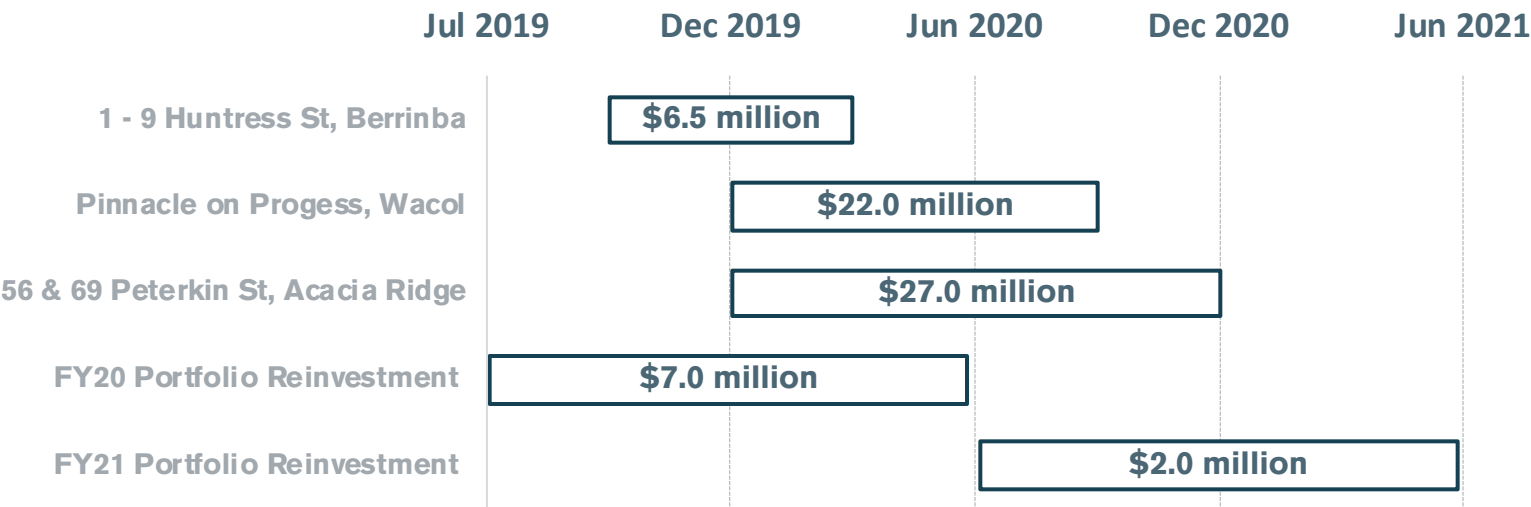 Jul 2019 Dec 2019 Jun 2020 Dec 2020 Jun 2021
1 - 9 Huntress St, Berrinba $6.5 million
Pinnacle on Progess, Wacol $22.0 million
56 & 69 Peterkin St, Acacia Ridge $27.0 million
FY20 Portfolio Reinvestment $7.0 million
FY21 Portfolio Reinvestment $2.0 million